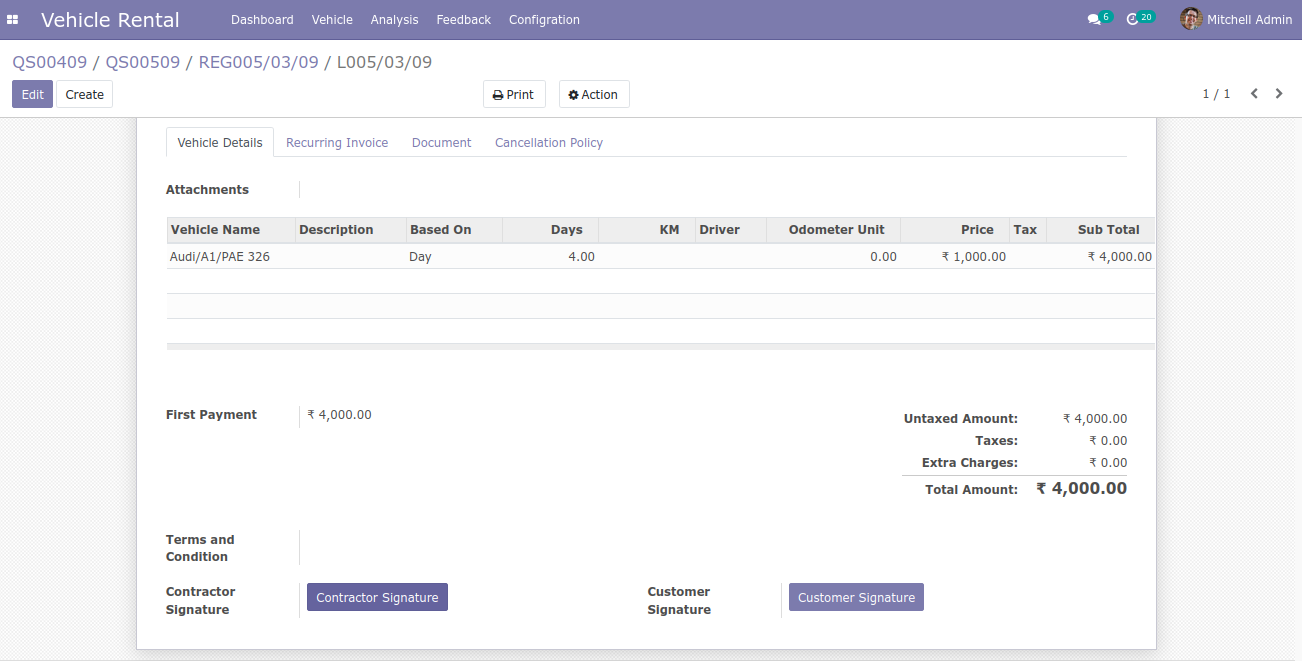 Vehicle Rental Dashboard Vehicle Analysis Feedback Configration 6 20 Mitchell Admin
QS00409 / QS00509 / REG005/03/09 / L005/03/09
Edit Create Print Action 1 / 1
Vehicle Details Recurring Invoice Document Cancellation Policy
Attachments
Vehicle Name Description Based On Days KM Driver Odometer Unit Price Tax Sub Total
Audi/A1/PAE 326 Day 4.00 0.00 ₹ 1,000.00 ₹ 4,000.00
First Payment ₹ 4,000.00
Untaxed Amount: ₹ 4,000.00
Taxes: ₹ 0.00
Extra Charges: ₹ 0.00
Total Amount: ₹ 4,000.00
Terms and
Condition
Contractor
Signature
Contractor Signature
Customer
Signature
Customer Signature